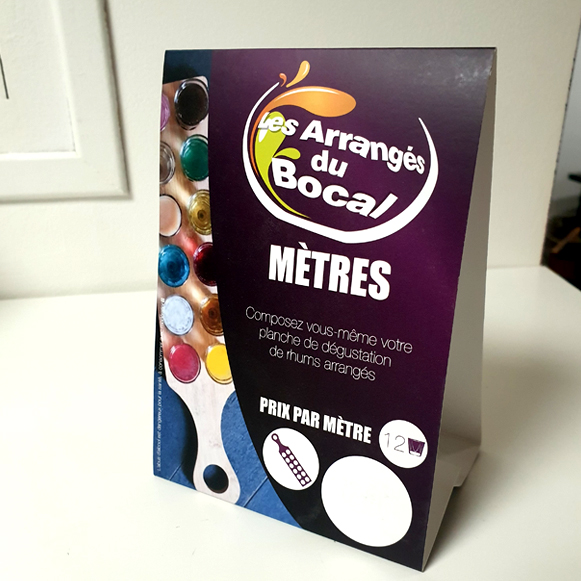 Les Arrangés
du
Bocal
MÈTRES
Composez vous-même votre
planche de dégustation
de rhums arrangés
PRIX PAR MÈTRE
12